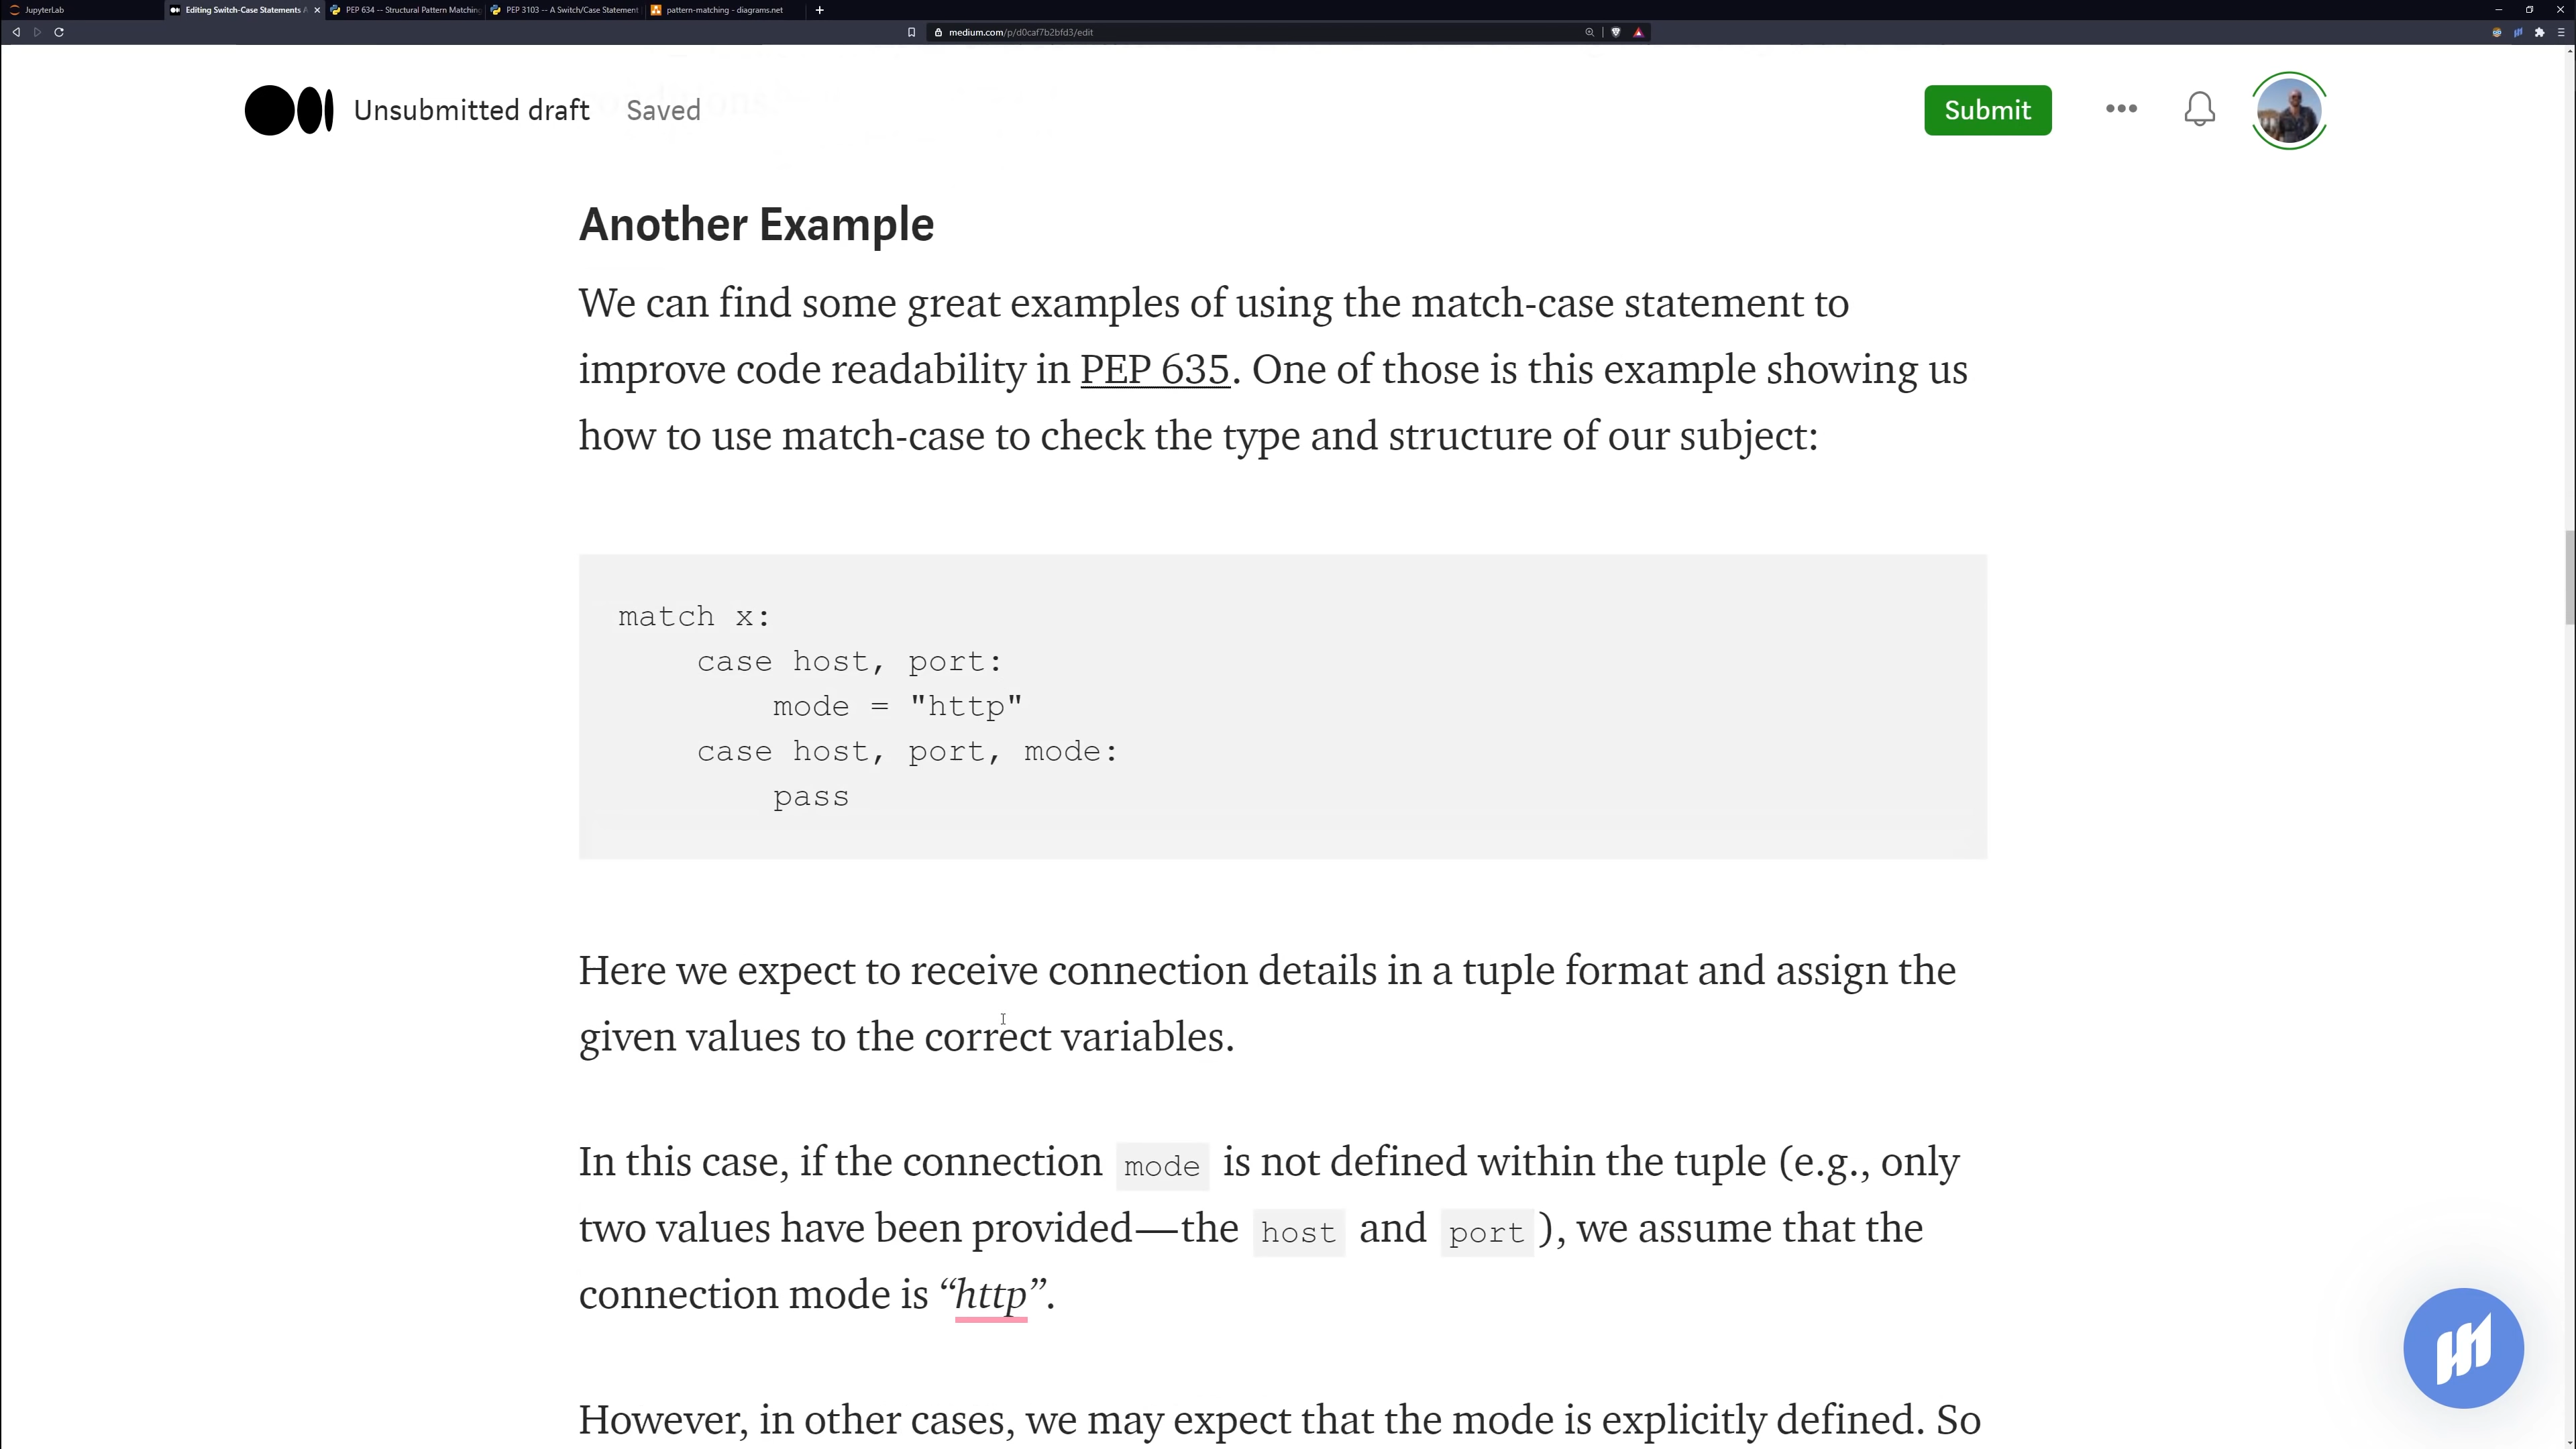 JupyterLab
Editing Switch-Case Statements
PEP 634 -- Structural Pattern Matching
PEP 3103 -- A Switch/Case Statement
pattern-matching - diagrams.net
medium.com/p/d0caf7b2bfd3/edit
Unsubmitted draft Saved
Submit
conditions.
Another Example
We can find some great examples of using the match-case statement to
improve code readability in PEP 635. One of those is this example showing us
how to use match-case to check the type and structure of our subject:
match x:
    case host, port:
        mode = "http"
    case host, port, mode:
        pass
Here we expect to receive connection details in a tuple format and assign the
given values to the correct variables.
In this case, if the connection mode is not defined within the tuple (e.g., only
two values have been provided—the host and port), we assume that the
connection mode is “http”.
However, in other cases, we may expect that the mode is explicitly defined. So